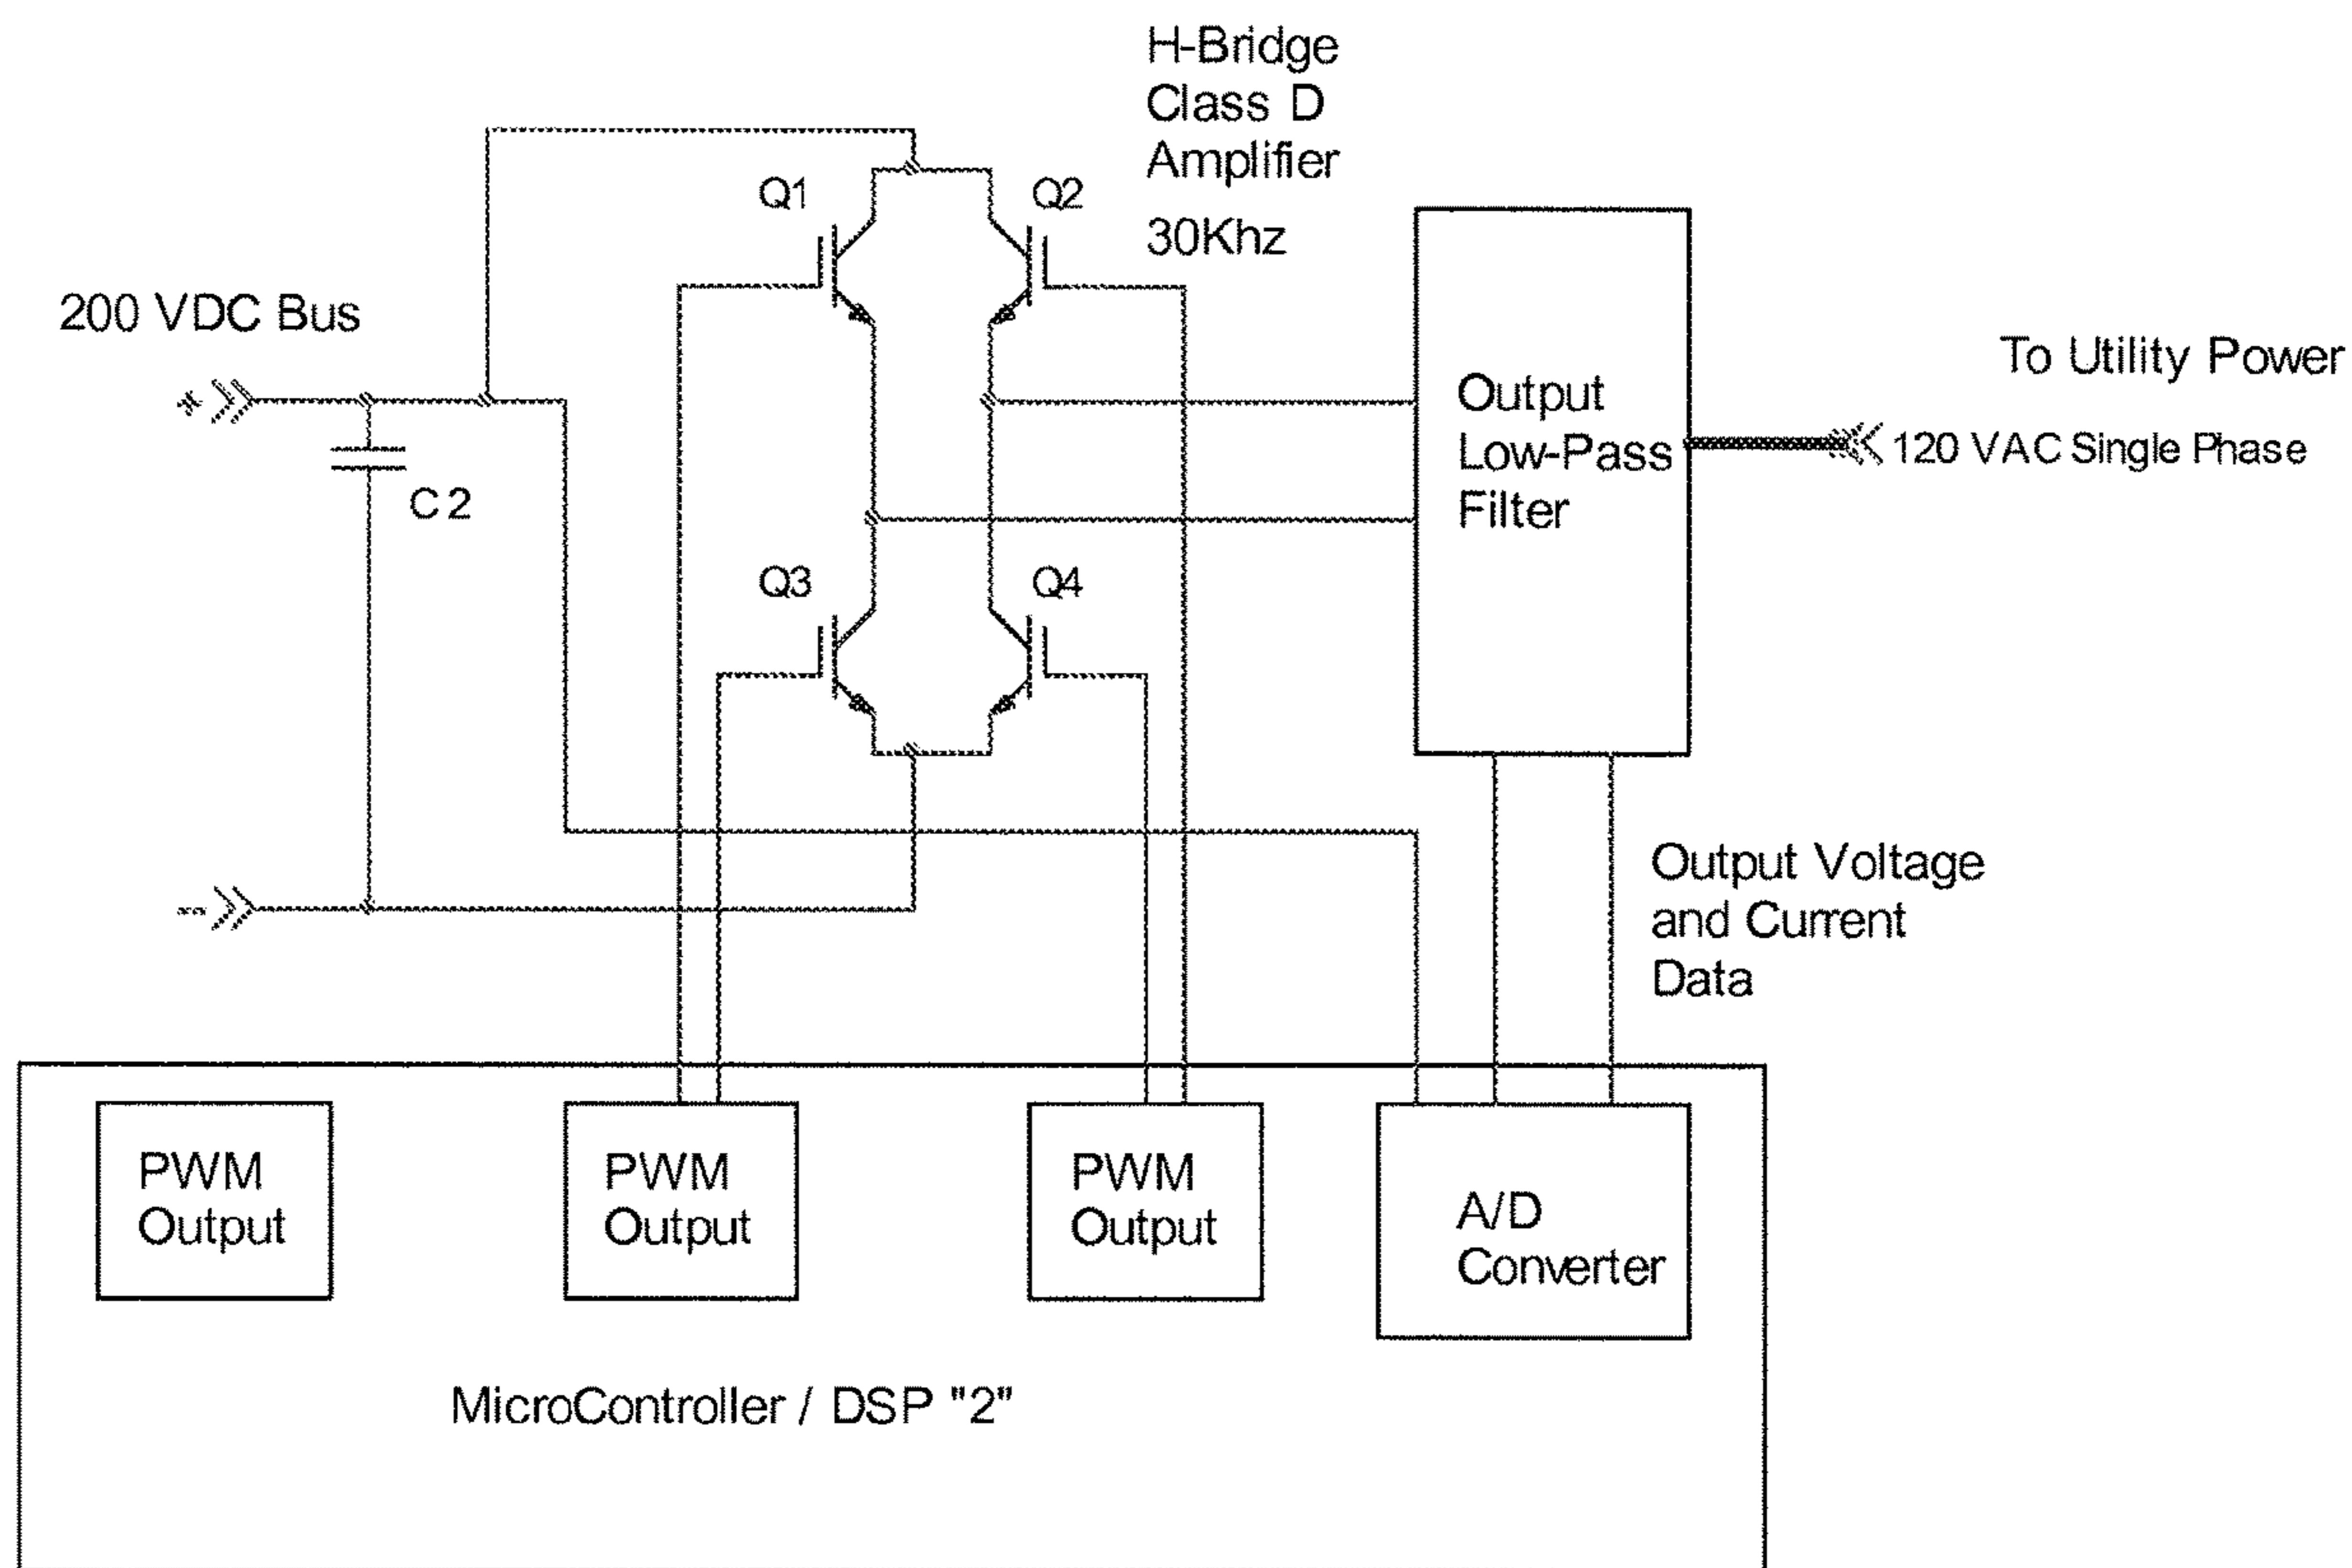 H-Bridge
Class D
Amplifier
30Khz
Q1
Q2
200 VDC Bus
+
To Utility Power
120 VAC Single Phase
Output
Low-Pass
Filter
C2
Q3
Q4
--
Output Voltage
and Current
Data
PWM
Output
PWM
Output
PWM
Output
A/D
Converter
MicroController / DSP "2"